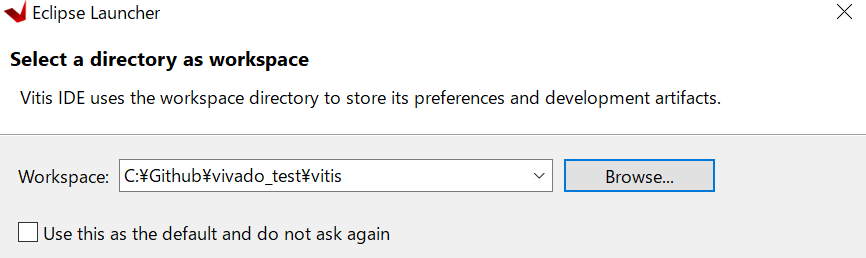 Eclipse Launcher
Select a directory as workspace
Vitis IDE uses the workspace directory to store its preferences and development artifacts.
Workspace: C:¥Github¥vivado_test¥vitis Browse...
Use this as the default and do not ask again